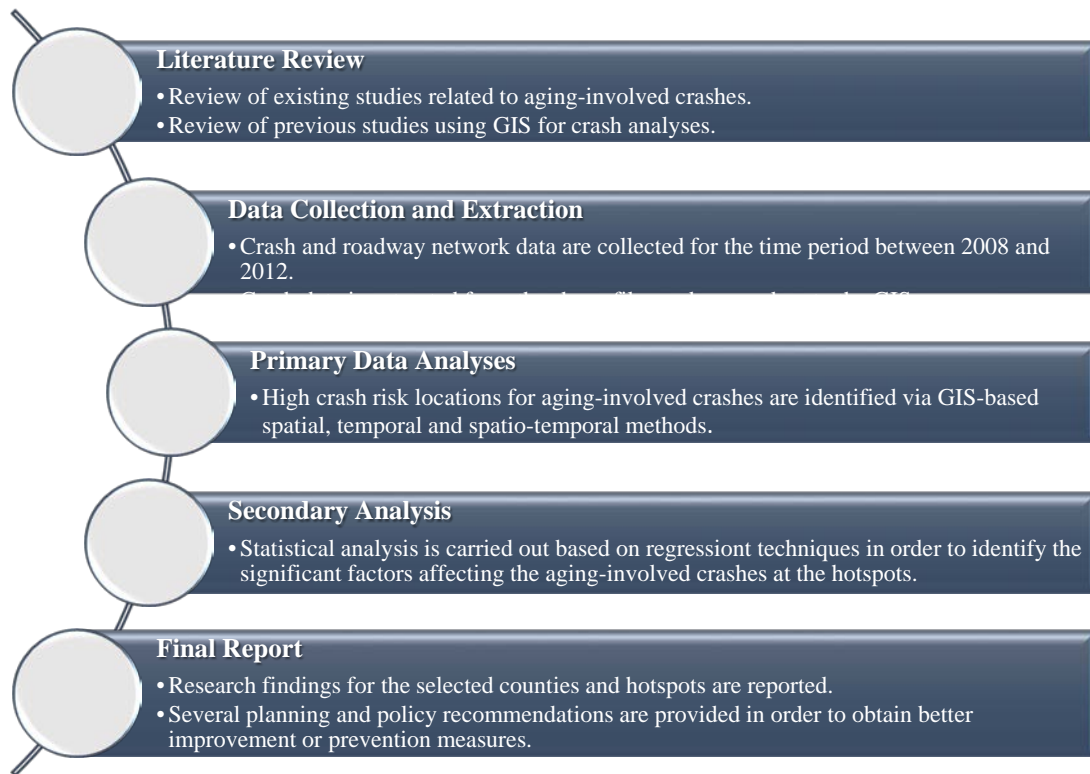 Literature Review
• Review of existing studies related to aging-involved crashes.
• Review of previous studies using GIS for crash analyses.
Data Collection and Extraction
• Crash and roadway network data are collected for the time period between 2008 and
2012.
Primary Data Analyses
• High crash risk locations for aging-involved crashes are identified via GIS-based
spatial, temporal and spatio-temporal methods.
Secondary Analysis
• Statistical analysis is carried out based on regressiont techniques in order to identify the
significant factors affecting the aging-involved crashes at the hotspots.
Final Report
• Research findings for the selected counties and hotspots are reported.
• Several planning and policy recommendations are provided in order to obtain better
improvement or prevention measures.